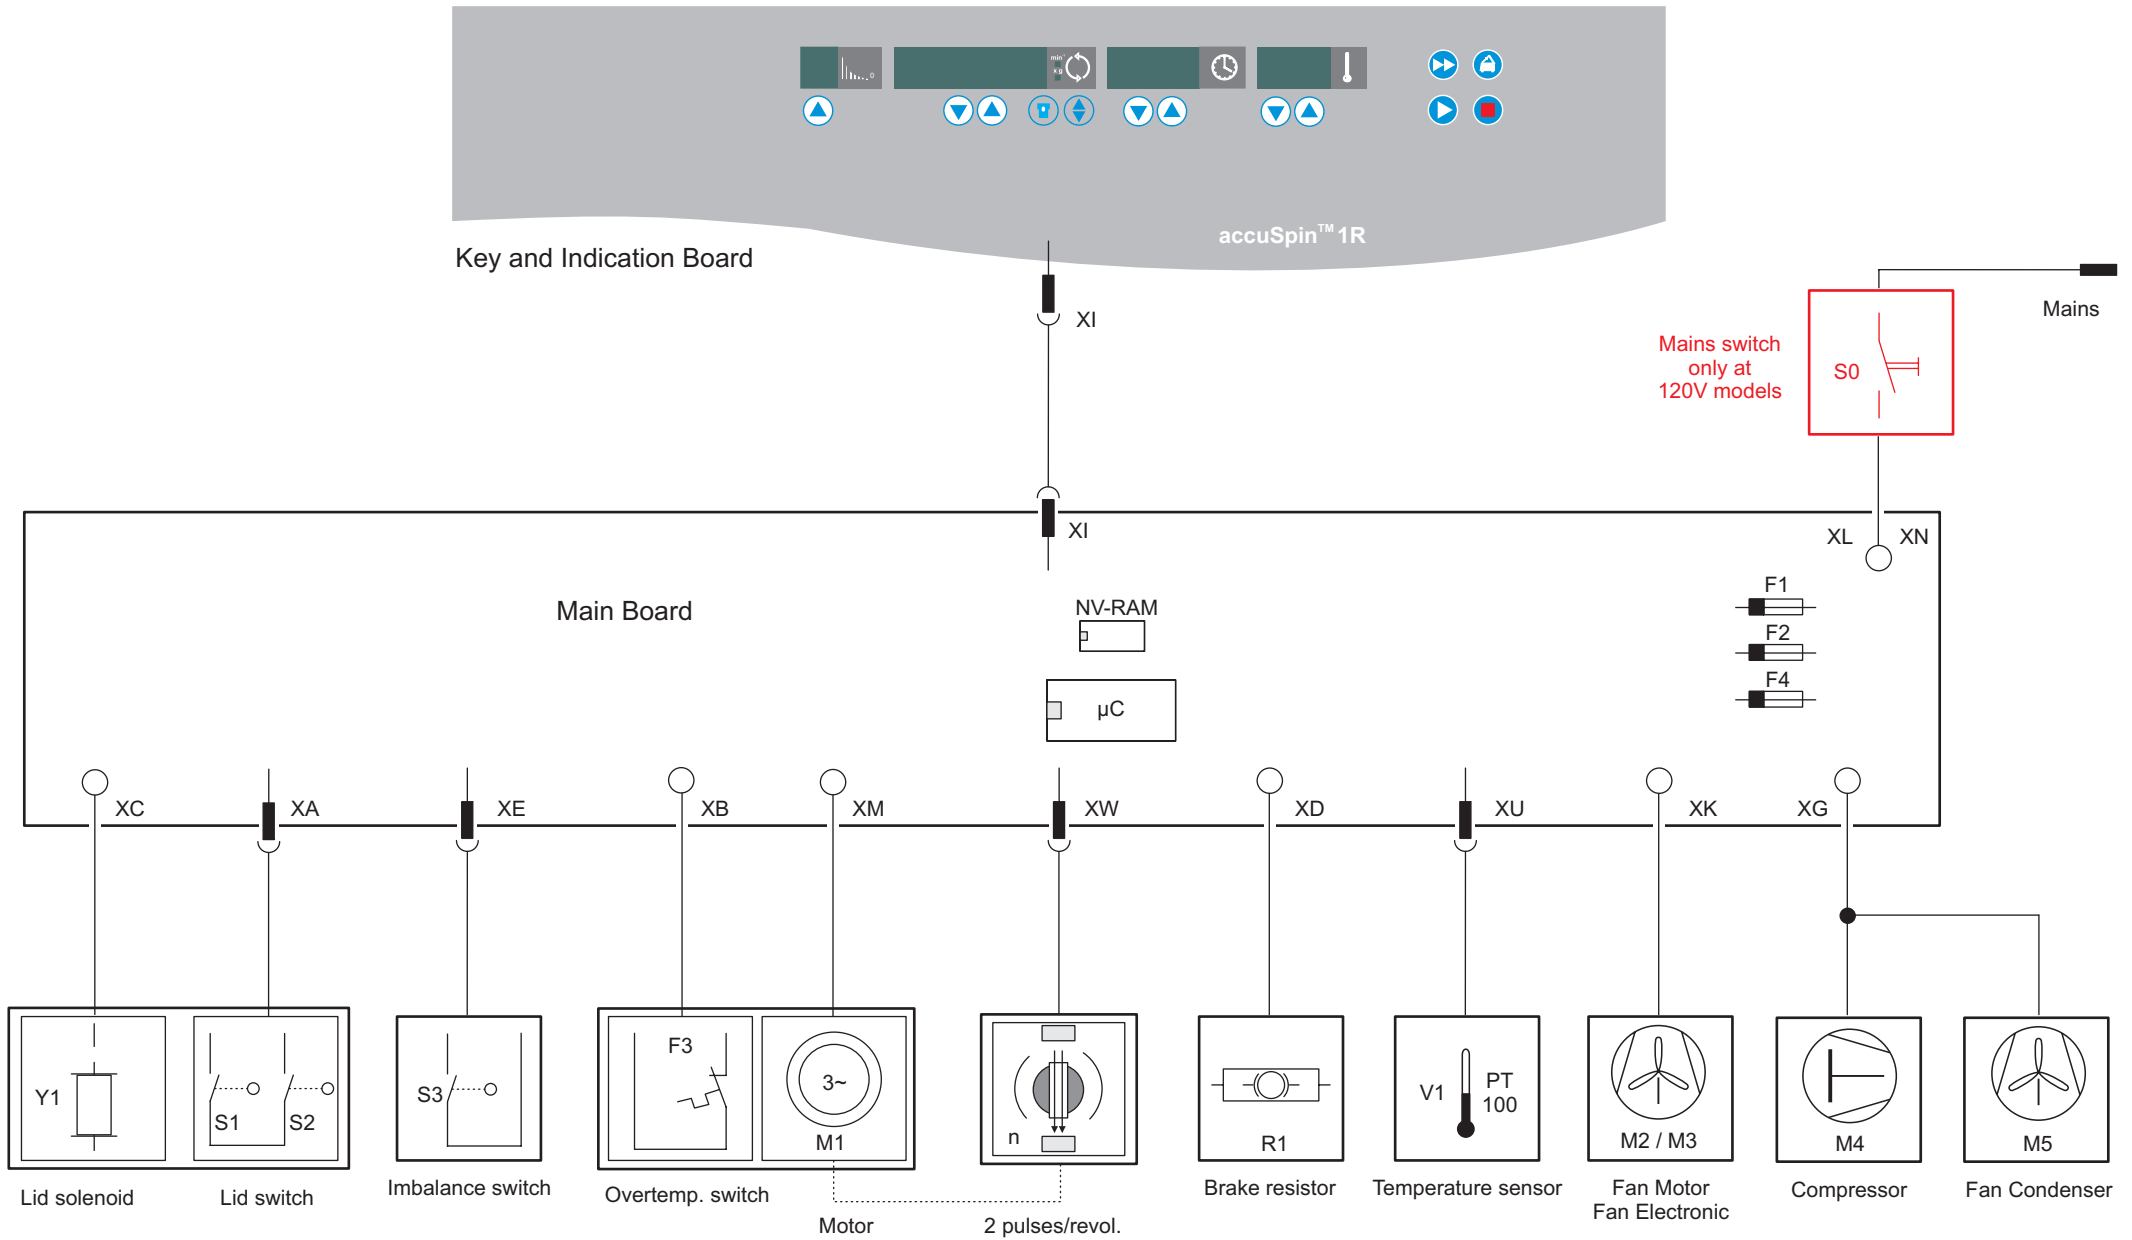 min⁻¹
x g
accuSpin™ 1R
Key and Indication Board
XI
Mains
Mains switch
only at
120V models
S0
XI
XL XN
Main Board
NV-RAM
µC
F1
F2
F4
XC
XA
XE
XB
XM
XW
XD
XU
XK
XG
Y1
S1
S2
S3
F3
3~
M1
n
R1
V1
PT
100
M2 / M3
M4
M5
Lid solenoid
Lid switch
Imbalance switch
Overtemp. switch
Motor
2 pulses/revol.
Brake resistor
Temperature sensor
Fan Motor
Fan Electronic
Compressor
Fan Condenser